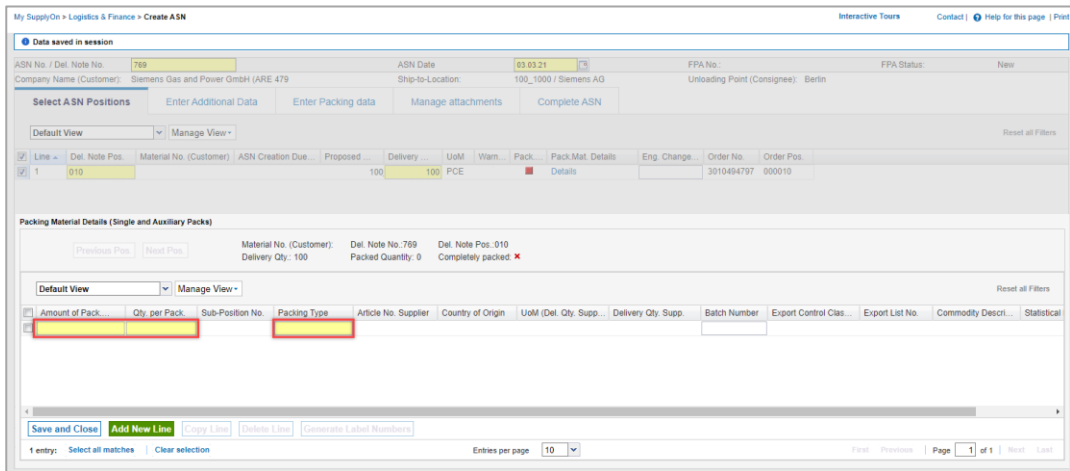 My SupplyOn > Logistics & Finance > Create ASN Interactive Tours Contact | Help for this page | Print
Data saved in session
ASN No. / Del. Note No. 769 ASN Date 03.03.21 FPA No.: FPA Status: New
Company Name (Customer): Siemens Gas and Power GmbH (ARE 479 Ship-to-Location: 100_1000 / Siemens AG Unloading Point (Consignee): Berlin
Select ASN Positions Enter Additional Data Enter Packing data Manage attachments Complete ASN
Default View Manage View Reset all Filters
Line Del. Note Pos. Material No. (Customer) ASN Creation Due... Proposed ... Delivery ... UoM Warn... Pack... Pack.Mat. Details Eng. Change... Order No. Order Pos.
1 010 100 100 PCE Details 3010494797 000010
Packing Material Details (Single and Auxiliary Packs)
Previous Pos. Next Pos. Material No. (Customer): Del. Note No.:769 Del. Note Pos.:010
Delivery Qty.: 100 Packed Quantity: 0 Completely packed:
Default View Manage View Reset all Filters
Amount of Pack.... Qty. per Pack. Sub-Position No. Packing Type Article No. Supplier Country of Origin UoM (Del. Qty. Supp... Delivery Qty. Supp. Batch Number Export Control Clas... Export List No. Commodity Descri... Statistical
Save and Close Add New Line Copy Line Delete Line Generate Label Numbers
1 entry: Select all matches | Clear selection Entries per page 10 First Previous | Page 1 of 1 | Next Last